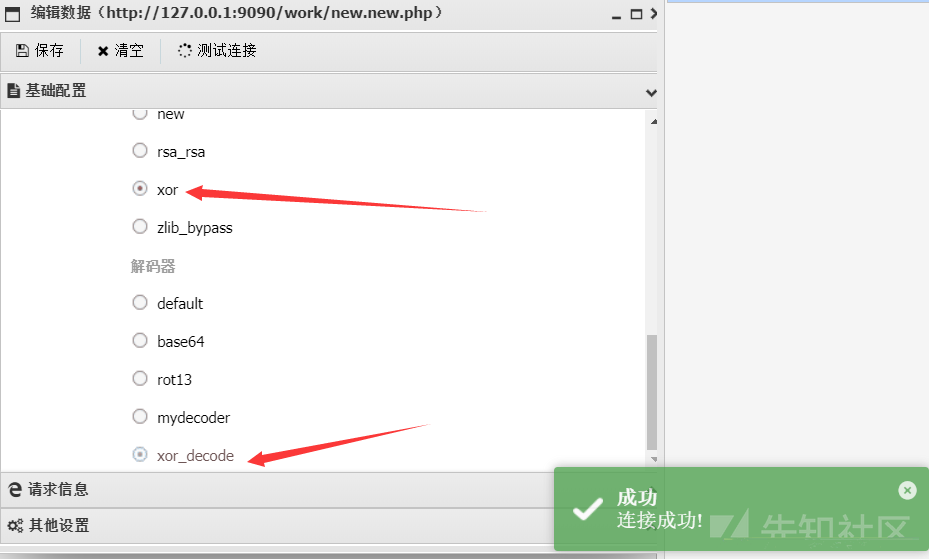 编辑数据（http://127.0.0.1:9090/work/new.new.php）
保存 清空 测试连接
基础配置
new
rsa_rsa
xor
zlib_bypass
解码器
default
base64
rot13
mydecoder
xor_decode
请求信息
其他设置
成功
连接成功!
先知社区